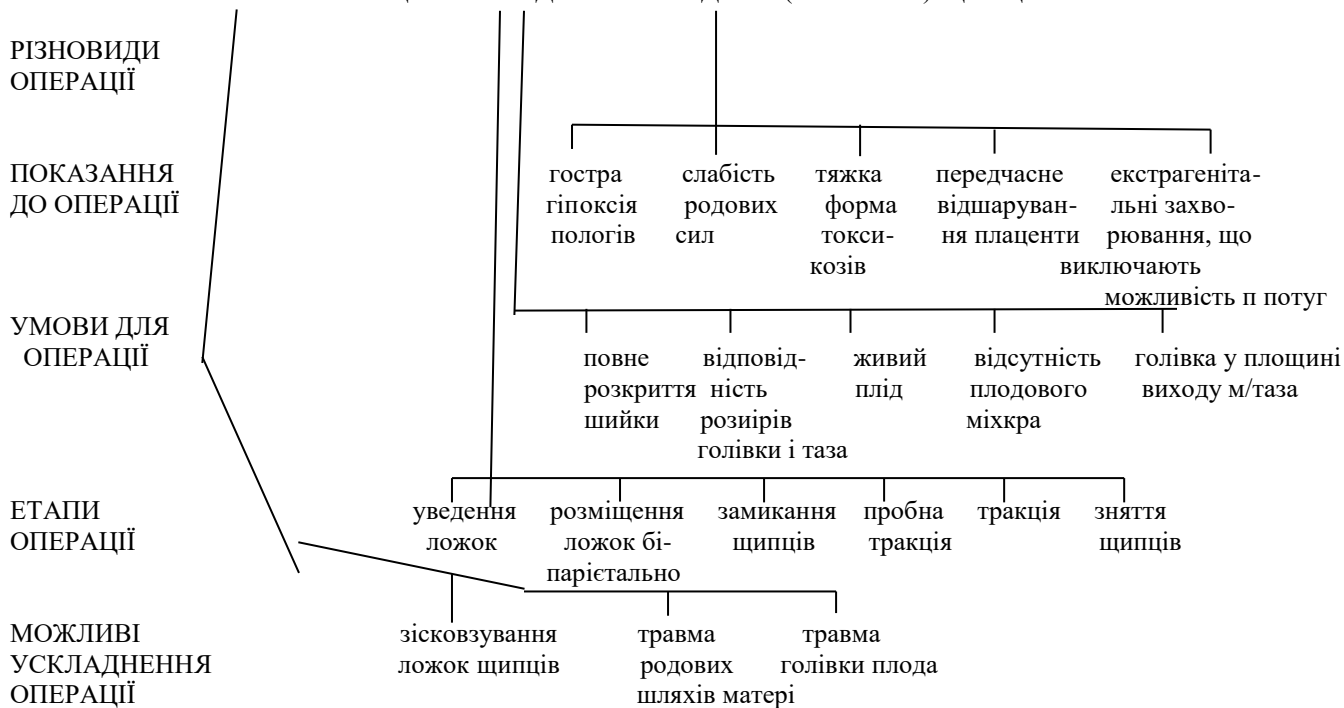 РІЗНОВИДИ
ОПЕРАЦІЇ
ПОКАЗАННЯ
ДО ОПЕРАЦІЇ
гостра
гіпоксія
пологів
слабість
родових
сил
тяжка
форма
токси-
козів
передчасне
відшаруван-
ня плаценти
екстрагеніта-
льні захво-
рювання, що
виключають
можливість п потуг
УМОВИ ДЛЯ
ОПЕРАЦІЇ
повне
розкриття
шийки
відповід-
ність
розиірів
голівки і таза
живий
плід
відсутність
плодового
міхкра
голівка у площині
виходу м/таза
ЕТАПИ
ОПЕРАЦІЇ
уведення
ложок
розміщення
ложок бі-
парієтально
замикання
щипців
пробна
тракція
тракція
зняття
щипців
МОЖЛИВІ
УСКЛАДНЕННЯ
ОПЕРАЦІЇ
зісковзування
ложок щипців
травма
родових
шляхів матері
травма
голівки плода